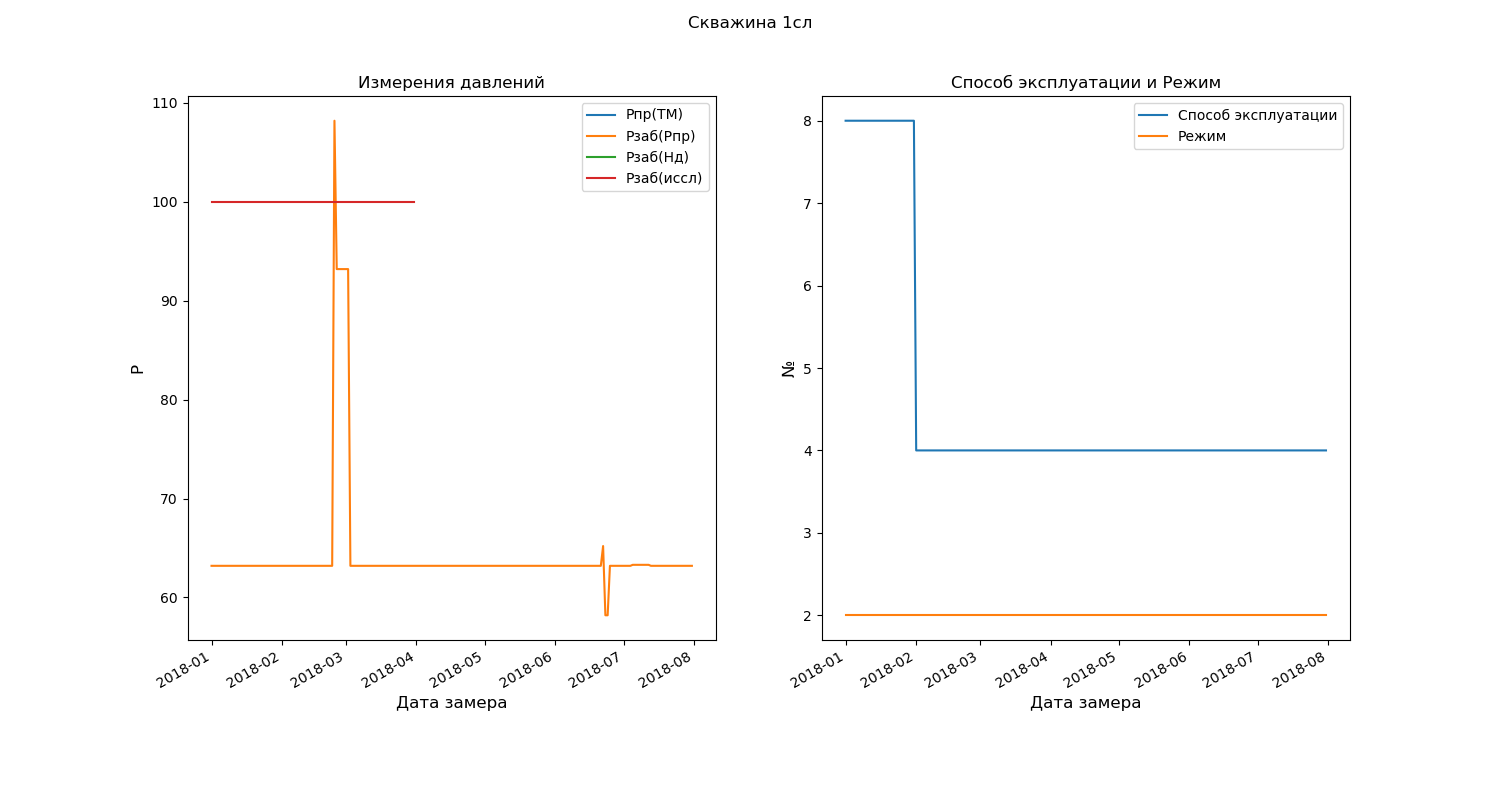 Скважина 1сл
Измерения давлений
110
100
90
80
70
60
P
Рпр(ТМ)
Рзаб(Рпр)
Рзаб(Нд)
Рзаб(иссл)
2018-01
2018-02
2018-03
2018-04
2018-05
2018-06
2018-07
2018-08
Дата замера
Способ эксплуатации и Режим
8
7
6
5
4
3
2
№
Способ эксплуатации
Режим
2018-01
2018-02
2018-03
2018-04
2018-05
2018-06
2018-07
2018-08
Дата замера